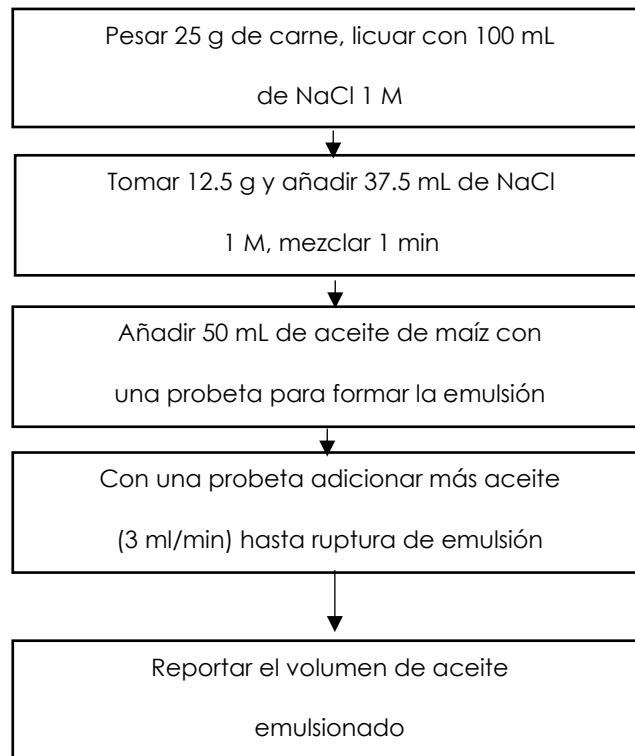 Pesar 25 g de carne, licuar con 100 mL
de NaCl 1 M
Tomar 12.5 g y añadir 37.5 mL de NaCl
1 M, mezclar 1 min
Añadir 50 mL de aceite de maíz con
una probeta para formar la emulsión
Con una probeta adicionar más aceite
(3 ml/min) hasta ruptura de emulsión
Reportar el volumen de aceite
emulsionado